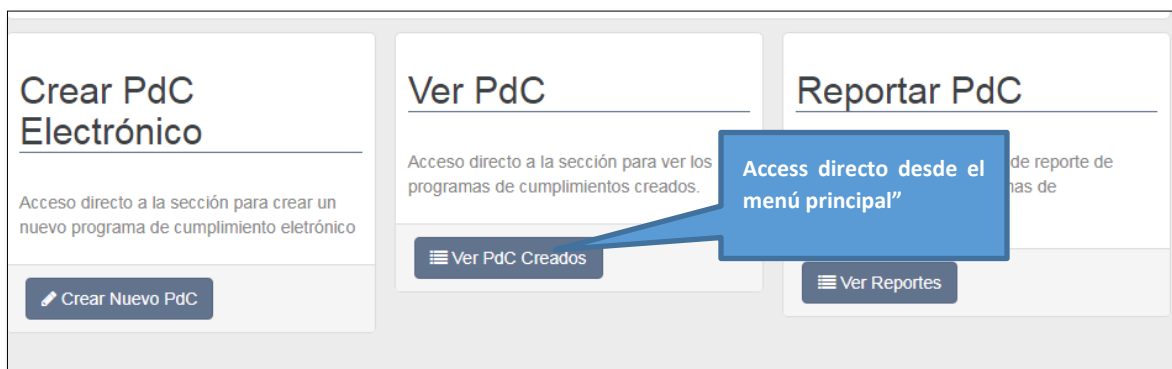 Crear PdC
Electrónico
Acceso directo a la sección para crear un
nuevo programa de cumplimiento eletrónico
Crear Nuevo PdC
Ver PdC
Acceso directo a la sección para ver los
programas de cumplimientos creados.
Ver PdC Creados
Reportar PdC
de reporte de
as de
Ver Reportes
Access directo desde el
menú principal”